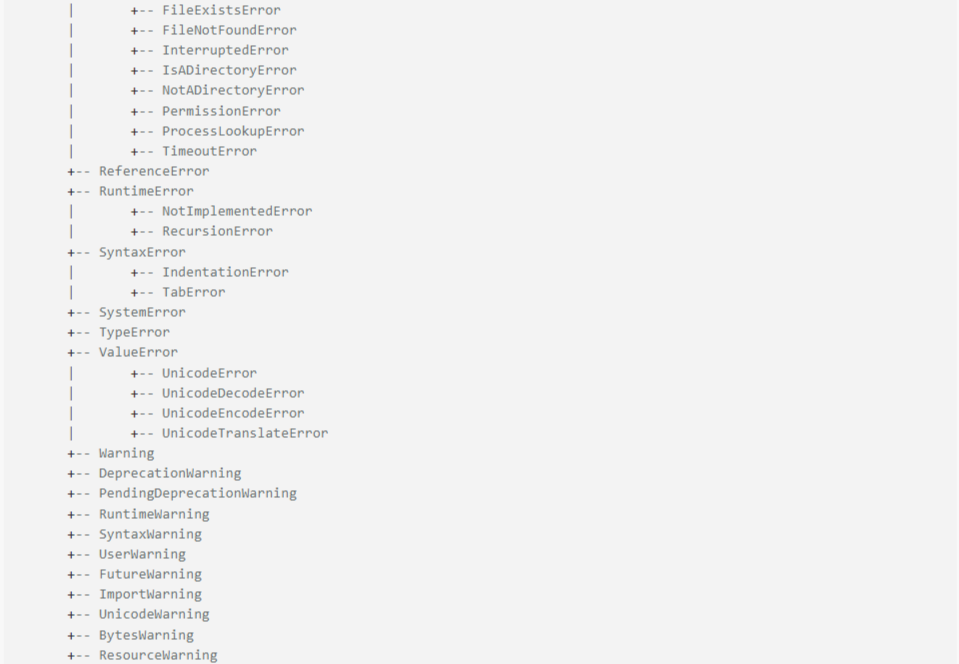 |       +-- FileExistsError
|       +-- FileNotFoundError
|       +-- InterruptedError
|       +-- IsADirectoryError
|       +-- NotADirectoryError
|       +-- PermissionError
|       +-- ProcessLookupError
|       +-- TimeoutError
+-- ReferenceError
+-- RuntimeError
|       +-- NotImplementedError
|       +-- RecursionError
+-- SyntaxError
|       +-- IndentationError
|       +-- TabError
+-- SystemError
+-- TypeError
+-- ValueError
|       +-- UnicodeError
|       +-- UnicodeDecodeError
|       +-- UnicodeEncodeError
|       +-- UnicodeTranslateError
+-- Warning
+-- DeprecationWarning
+-- PendingDeprecationWarning
+-- RuntimeWarning
+-- SyntaxWarning
+-- UserWarning
+-- FutureWarning
+-- ImportWarning
+-- UnicodeWarning
+-- BytesWarning
+-- ResourceWarning